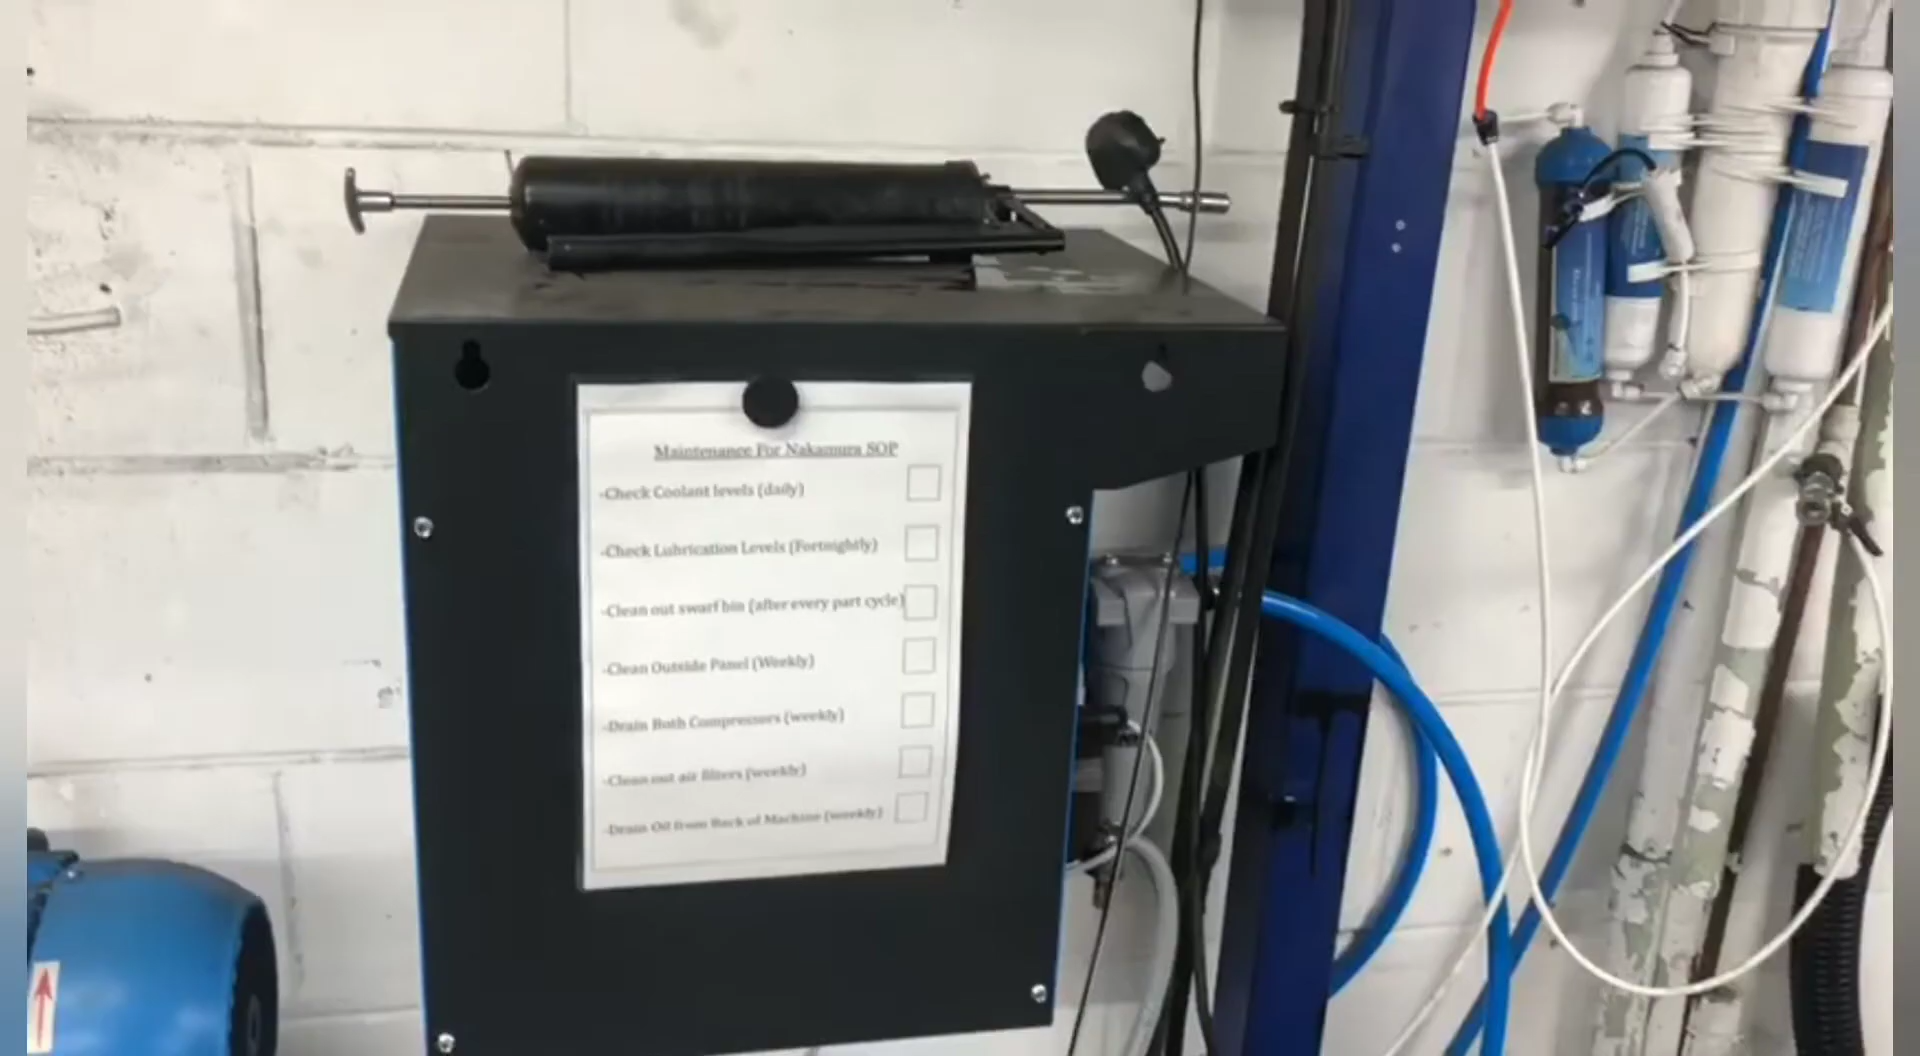 Maintenance For Nakamura SOP
-Check Coolant levels (daily)
-Check Lubrication Levels (Fortnightly)
-Clean out swarf bin (after every part cycle)
-Clean Outside Panel (Weekly)
-Drain Both Compressors (weekly)
-Clean out air filters (weekly)
-Drain Oil from Back of Machine (weekly)